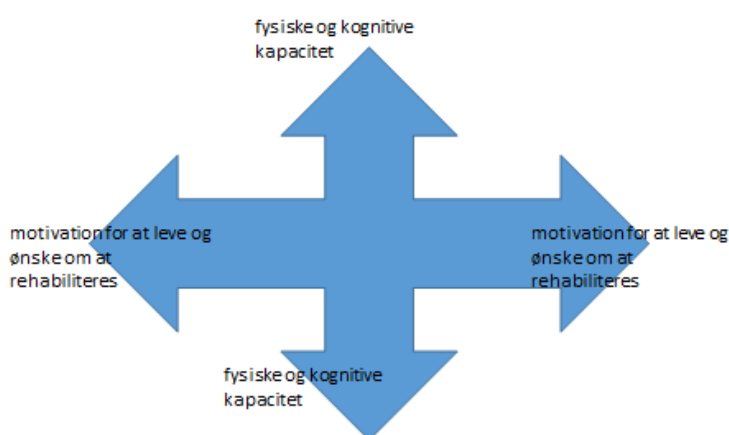 fysiske og kognitive
kapacitet
motivation for at leve og
ønske om at
rehabiliteres
motivation for at leve og
ønske om at
rehabiliteres
fysiske og kognitive
kapacitet